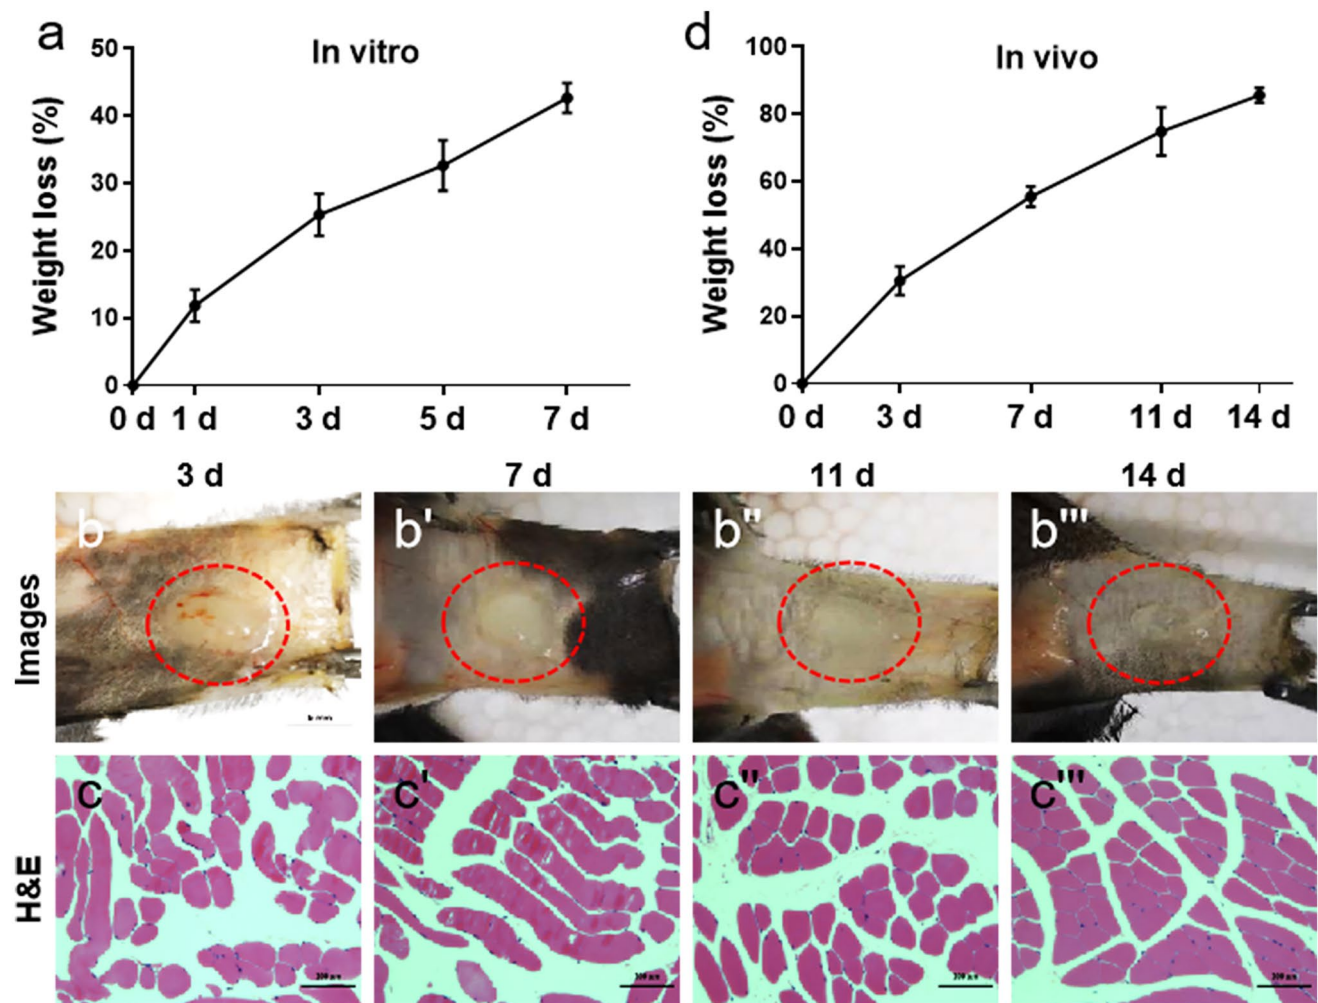 a
In vitro
Weight loss (%)
50
40
30
20
10
0
0 d 1 d 3 d 5 d 7 d
d
In vivo
Weight loss (%)
100
80
60
40
20
0
0 d 3 d 7 d 11 d 14 d
3 d 7 d 11 d 14 d
Images
b b' b'' b'''
H&E
c c' c'' c'''